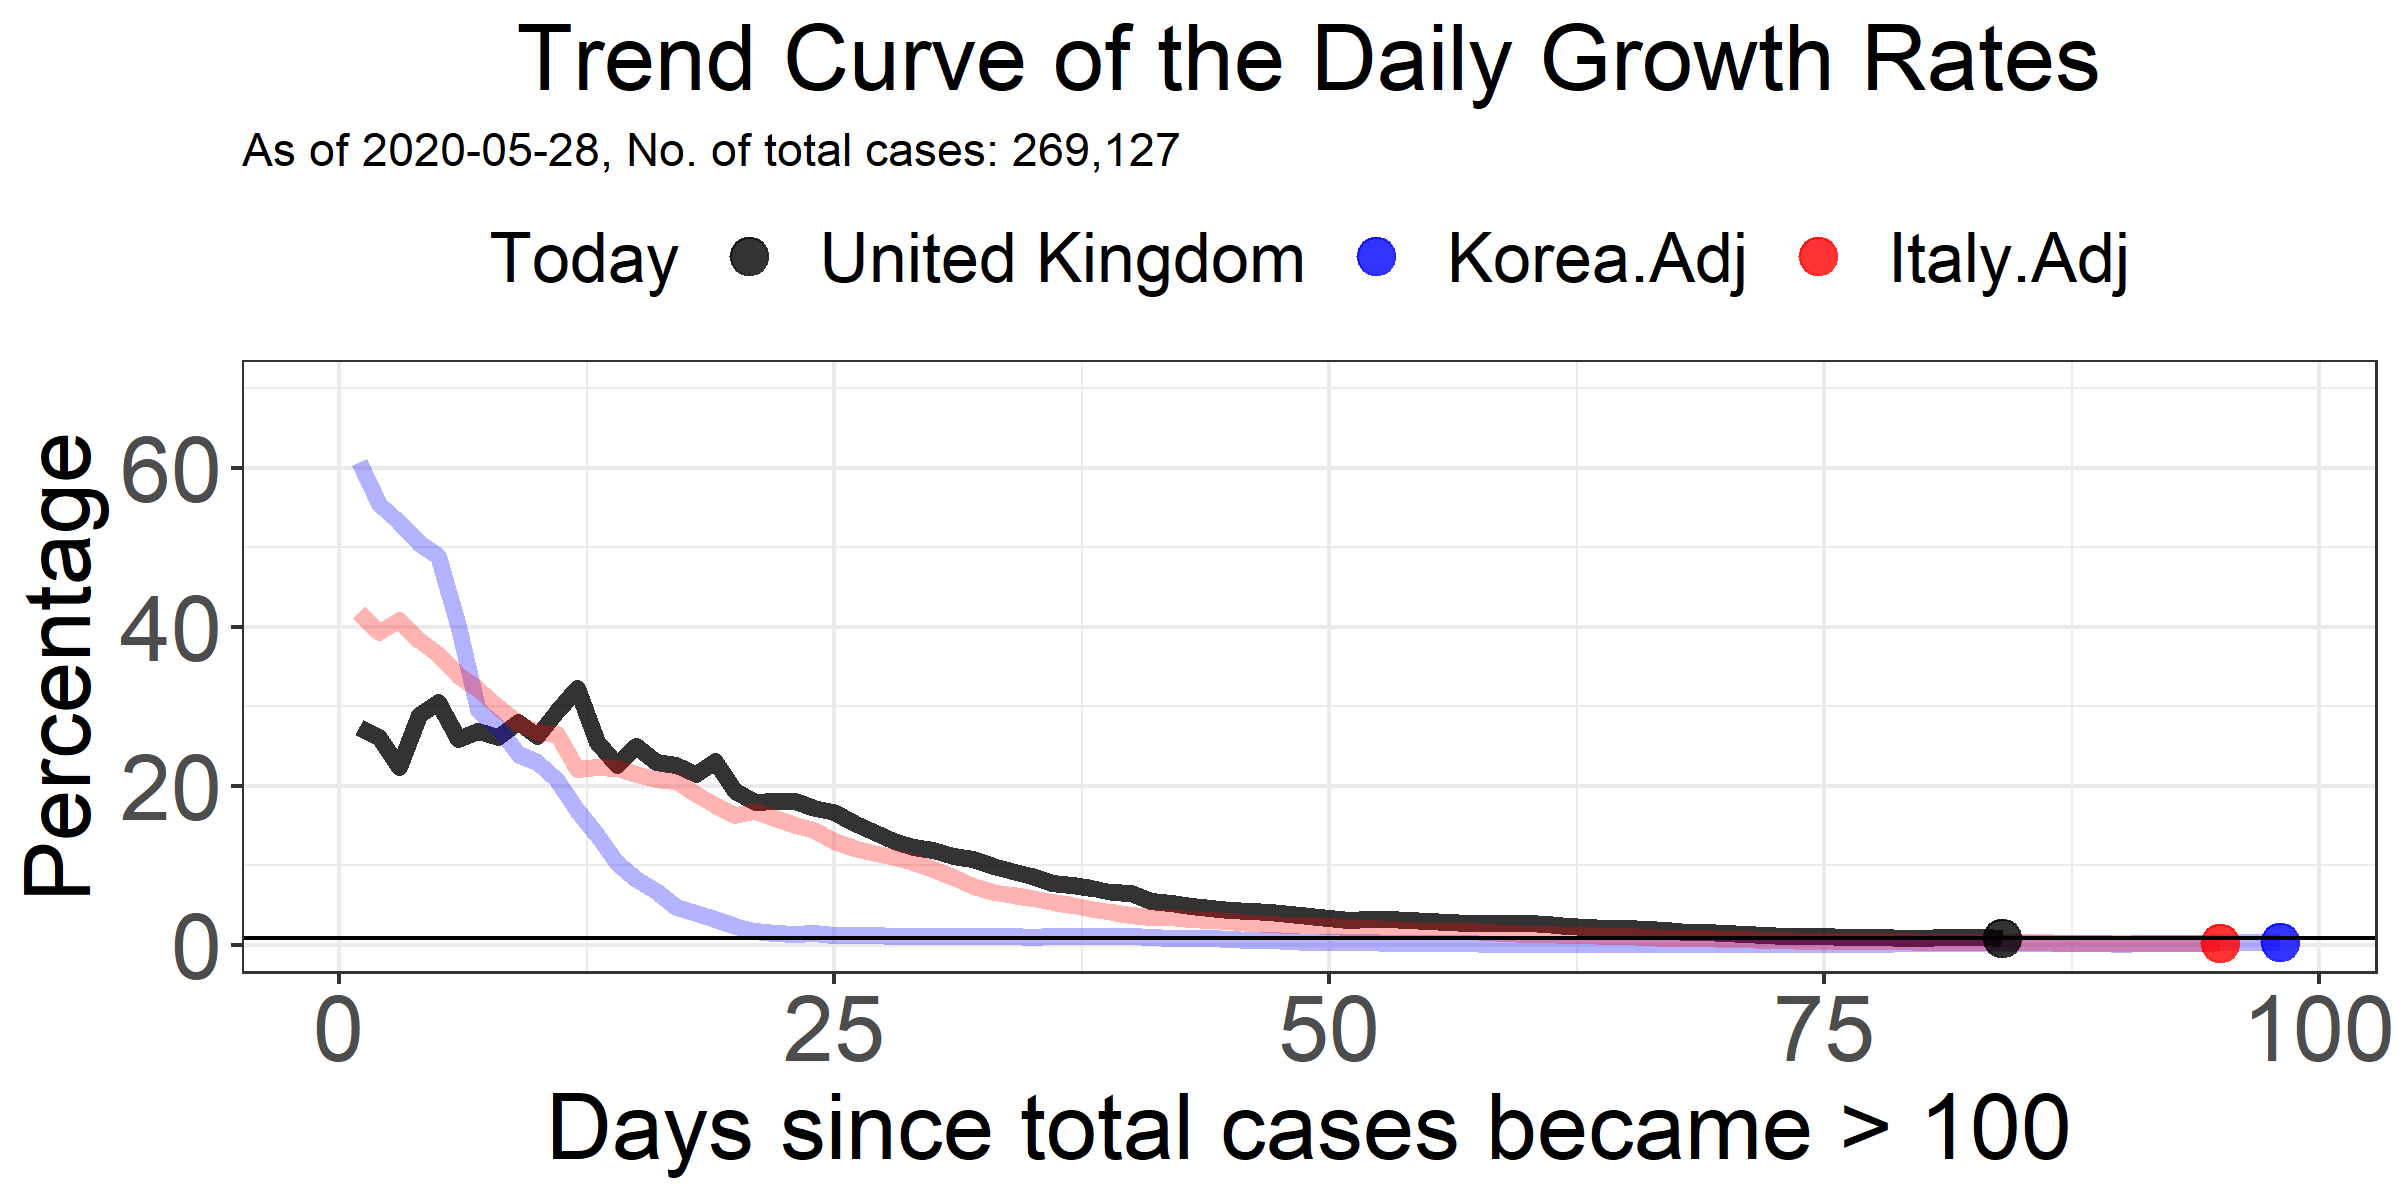 Trend Curve of the Daily Growth Rates
As of 2020-05-28, No. of total cases: 269,127
Today United Kingdom Korea.Adj Italy.Adj
Percentage
60
40
20
0
0 25 50 75 100
Days since total cases became > 100